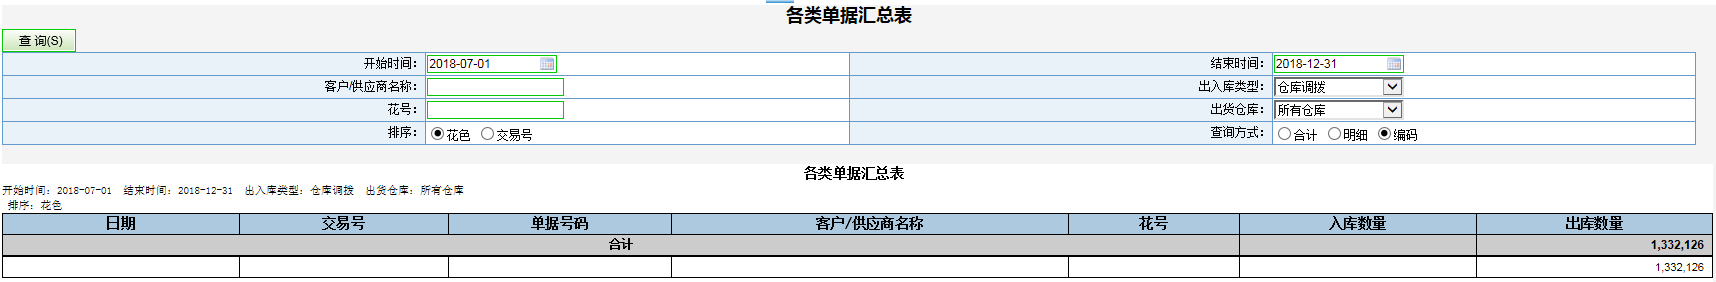 各类单据汇总表
查 询(S)
开始时间: 2018-07-01 结束时间: 2018-12-31
客户/供应商名称: 出入库类型: 仓库调拨
花号: 出货仓库: 所有仓库
排序: 花色 交易号 查询方式: 合计 明细 编码
各类单据汇总表
开始时间: 2018-07-01 结束时间: 2018-12-31 出入库类型: 仓库调拨 出货仓库: 所有仓库
排序: 花色
日期 交易号 单据号码 客户/供应商名称 花号 入库数量 出库数量
合计 1,332,126
1,332,126